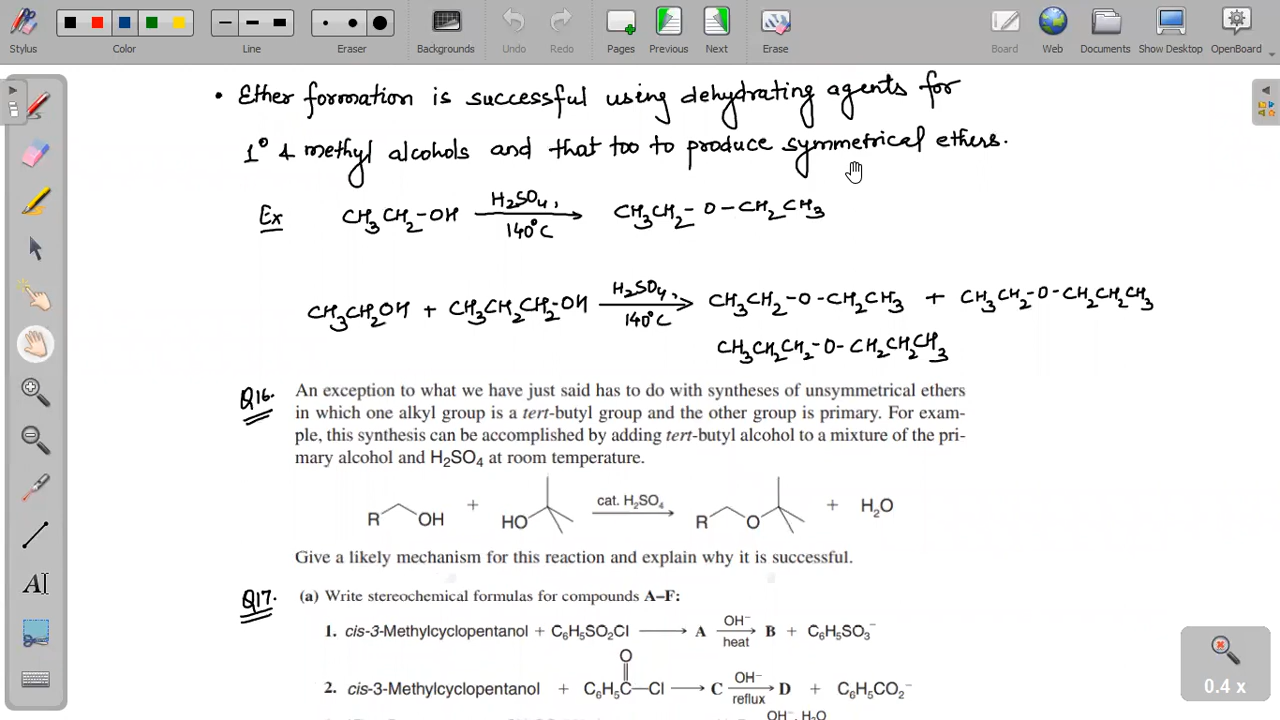 Stylus Color Line Eraser Backgrounds Undo Redo Pages Previous Next Erase Board Web Documents Show Desktop OpenBoard
• Ether formation is successful using dehydrating agents for
1° & methyl alcohols and that too to produce symmetrical ethers.
Ex CH3CH2-OH H2SO4, 140°C CH3CH2-O-CH2CH3
CH3CH2OH + CH3CH2CH2-OH H2SO4, 140°C CH3CH2-O-CH2CH3 + CH3CH2-O-CH2CH2CH3
CH3CH2CH2-O-CH2CH2CH3
Q16. An exception to what we have just said has to do with syntheses of unsymmetrical ethers
in which one alkyl group is a tert-butyl group and the other group is primary. For exam-
ple, this synthesis can be accomplished by adding tert-butyl alcohol to a mixture of the pri-
mary alcohol and H2SO4 at room temperature.
R OH + HO cat. H2SO4 R O + H2O
Give a likely mechanism for this reaction and explain why it is successful.
Q17. (a) Write stereochemical formulas for compounds A–F:
1. cis-3-Methylcyclopentanol + C6H5SO2Cl ⟶ A OH− heat B + C6H5SO3−
2. cis-3-Methylcyclopentanol + C6H5C(O)—Cl ⟶ C OH− reflux D + C6H5CO2−
OH−, H2O
0.4 x